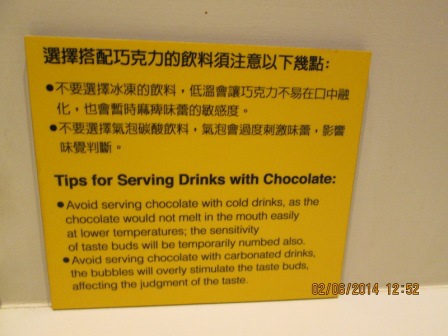 選擇搭配巧克力的飲料須注意以下幾點:
●不要選擇冰凍的飲料，低溫會讓巧克力不易在口中融
化，也會暫時麻痺味蕾的敏感度。
●不要選擇氣泡碳酸飲料，氣泡會過度刺激味蕾，影響
味覺判斷。
Tips for Serving Drinks with Chocolate:
●Avoid serving chocolate with cold drinks, as the
chocolate would not melt in the mouth easily
at lower temperatures; the sensitivity
of taste buds will be temporarily numbed also.
●Avoid serving chocolate with carbonated drinks,
the bubbles will overly stimulate the taste buds,
affecting the judgment of the taste.
02/06/2014 12:52